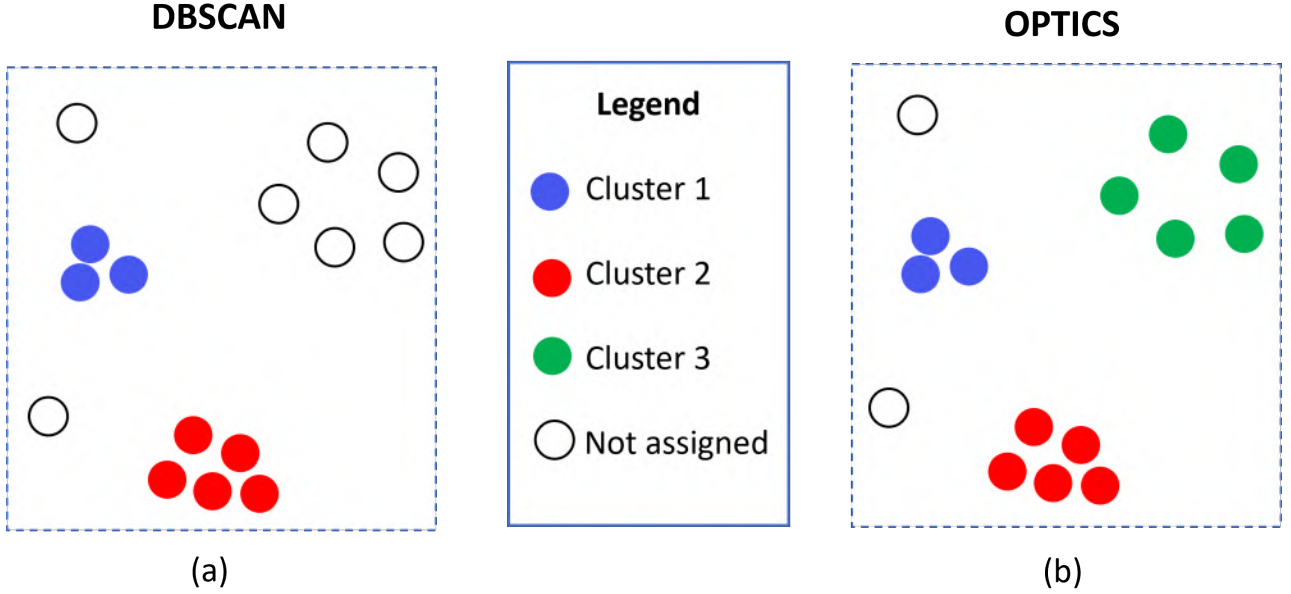 DBSCAN
OPTICS
Legend
Cluster 1
Cluster 2
Cluster 3
Not assigned
(a)
(b)